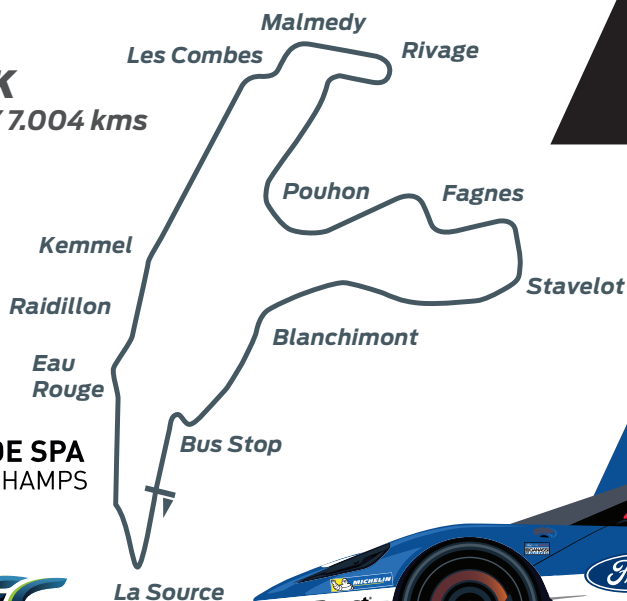 Malmedy
Les Combes
Rivage
7.004 kms
Pouhon
Fagnes
Kemmel
Stavelot
Raidillon
Blanchimont
Eau
Rouge
DE SPA
Bus Stop
HAMPS
La Source
MICHELIN